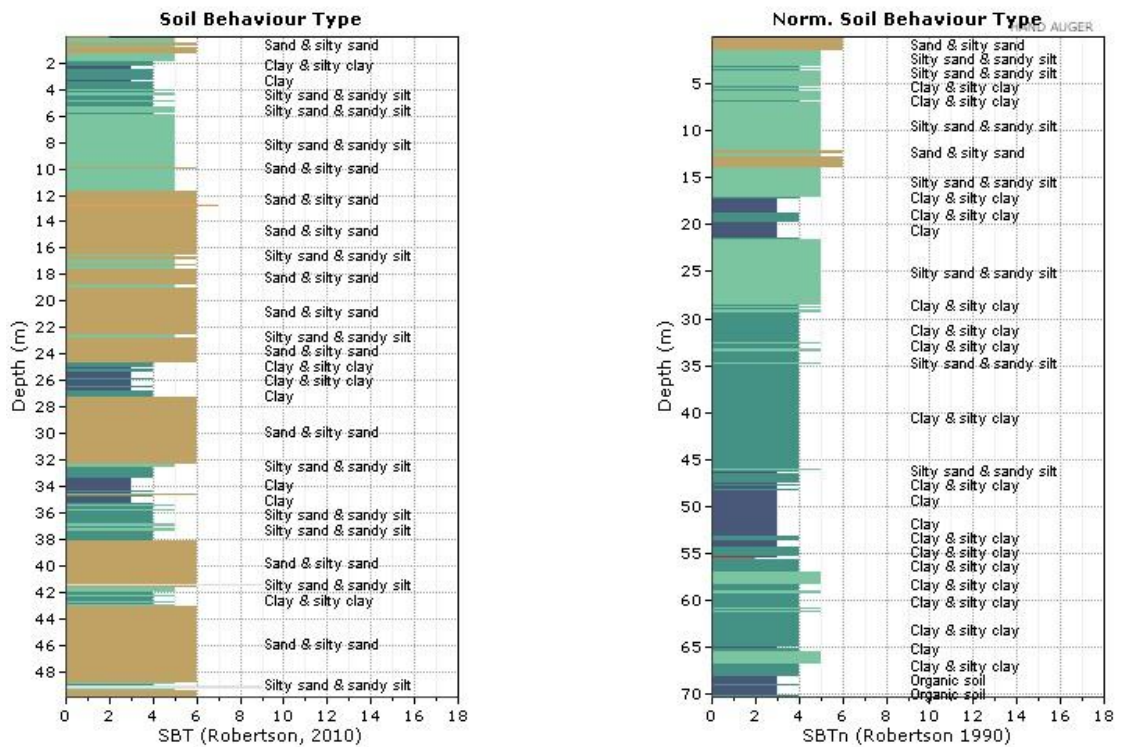 Soil Behaviour Type
Sand & silty sand
Clay & silty clay
Clay
Silty sand & sandy silt
Silty sand & sandy silt
Silty sand & sandy silt
Sand & silty sand
Sand & silty sand
Sand & silty sand
Silty sand & sandy silt
Sand & silty sand
Sand & silty sand
Silty sand & sandy silt
Sand & silty sand
Clay & silty clay
Clay & silty clay
Clay
Sand & silty sand
Silty sand & sandy silt
Clay
Clay
Silty sand & sandy silt
Silty sand & sandy silt
Sand & silty sand
Silty sand & sandy silt
Clay & silty clay
Sand & silty sand
Silty sand & sandy silt
2
4
6
8
10
12
14
16
18
20
22
24
26
28
30
32
34
36
38
40
42
44
46
48
Depth (m)
0 2 4 6 8 10 12 14 16 18
SBT (Robertson, 2010)
Norm. Soil Behaviour Type
HAND AUGER
Sand & silty sand
Silty sand & sandy silt
Silty sand & sandy silt
Clay & silty clay
Clay & silty clay
Silty sand & sandy silt
Sand & silty sand
Silty sand & sandy silt
Clay & silty clay
Clay & silty clay
Clay
Silty sand & sandy silt
Clay & silty clay
Clay & silty clay
Clay & silty clay
Silty sand & sandy silt
Clay & silty clay
Silty sand & sandy silt
Clay & silty clay
Clay
Clay
Clay & silty clay
Clay & silty clay
Clay & silty clay
Clay & silty clay
Clay & silty clay
Clay & silty clay
Clay
Clay & silty clay
Organic soil
Organic soil
5
10
15
20
25
30
35
40
45
50
55
60
65
70
Depth (m)
0 2 4 6 8 10 12 14 16 18
SBTn (Robertson 1990)